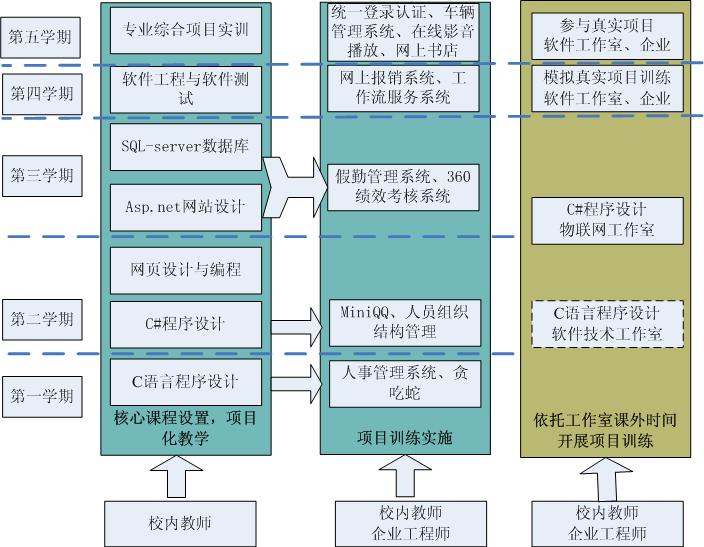 第五学期
专业综合项目实训
统一登录认证、车辆
管理系统、在线影音
播放、网上书店
参与真实项目
软件工作室、企业
第四学期
软件工程与软件测
试
网上报销系统、工
作流服务系统
模拟真实项目训练
软件工作室、企业
SQL-server数据库
第三学期
假勤管理系统、360
绩效考核系统
Asp.net网站设计
C#程序设计
物联网工作室
网页设计与编程
第二学期
C#程序设计
MiniQQ、人员组织
结构管理
C语言程序设计
软件技术工作室
第一学期
C语言程序设计
人事管理系统、贪
吃蛇
核心课程设置，项目
化教学
项目训练实施
依托工作室课外时间
开展项目训练
校内教师
校内教师
企业工程师
校内教师
企业工程师